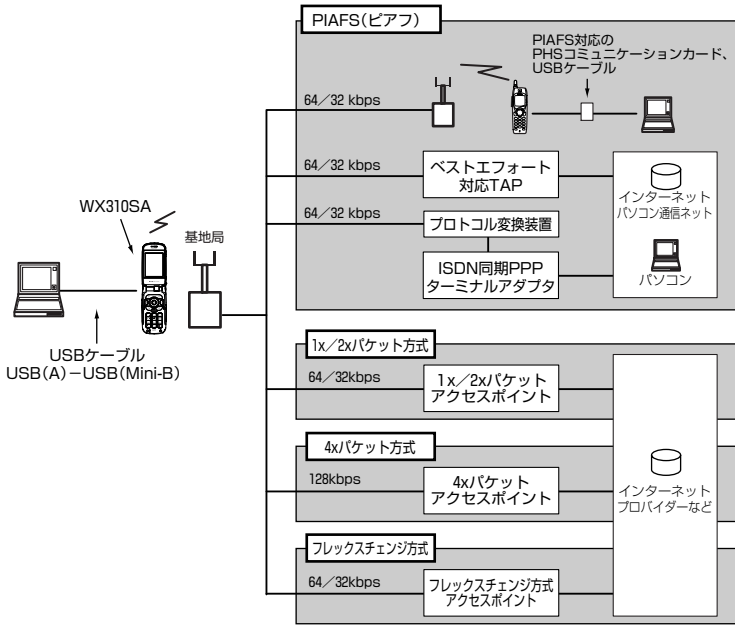 PIAFS(ピアフ)
PIAFS対応の
PHSコミュニケーションカード、
USBケーブル
64／32 kbps
64／32 kbps
ベストエフォート
対応TAP
インターネット
パソコン通信ネット
64／32 kbps
プロトコル変換装置
ISDN同期PPP
ターミナルアダプタ
パソコン
WX310SA
基地局
USBケーブル
USB(A)－USB(Mini-B)
1x／2xパケット方式
64／32kbps
1x／2xパケット
アクセスポイント
4xパケット方式
128kbps
4xパケット
アクセスポイント
インターネット
プロバイダーなど
フレックスチェンジ方式
64／32kbps
フレックスチェンジ方式
アクセスポイント